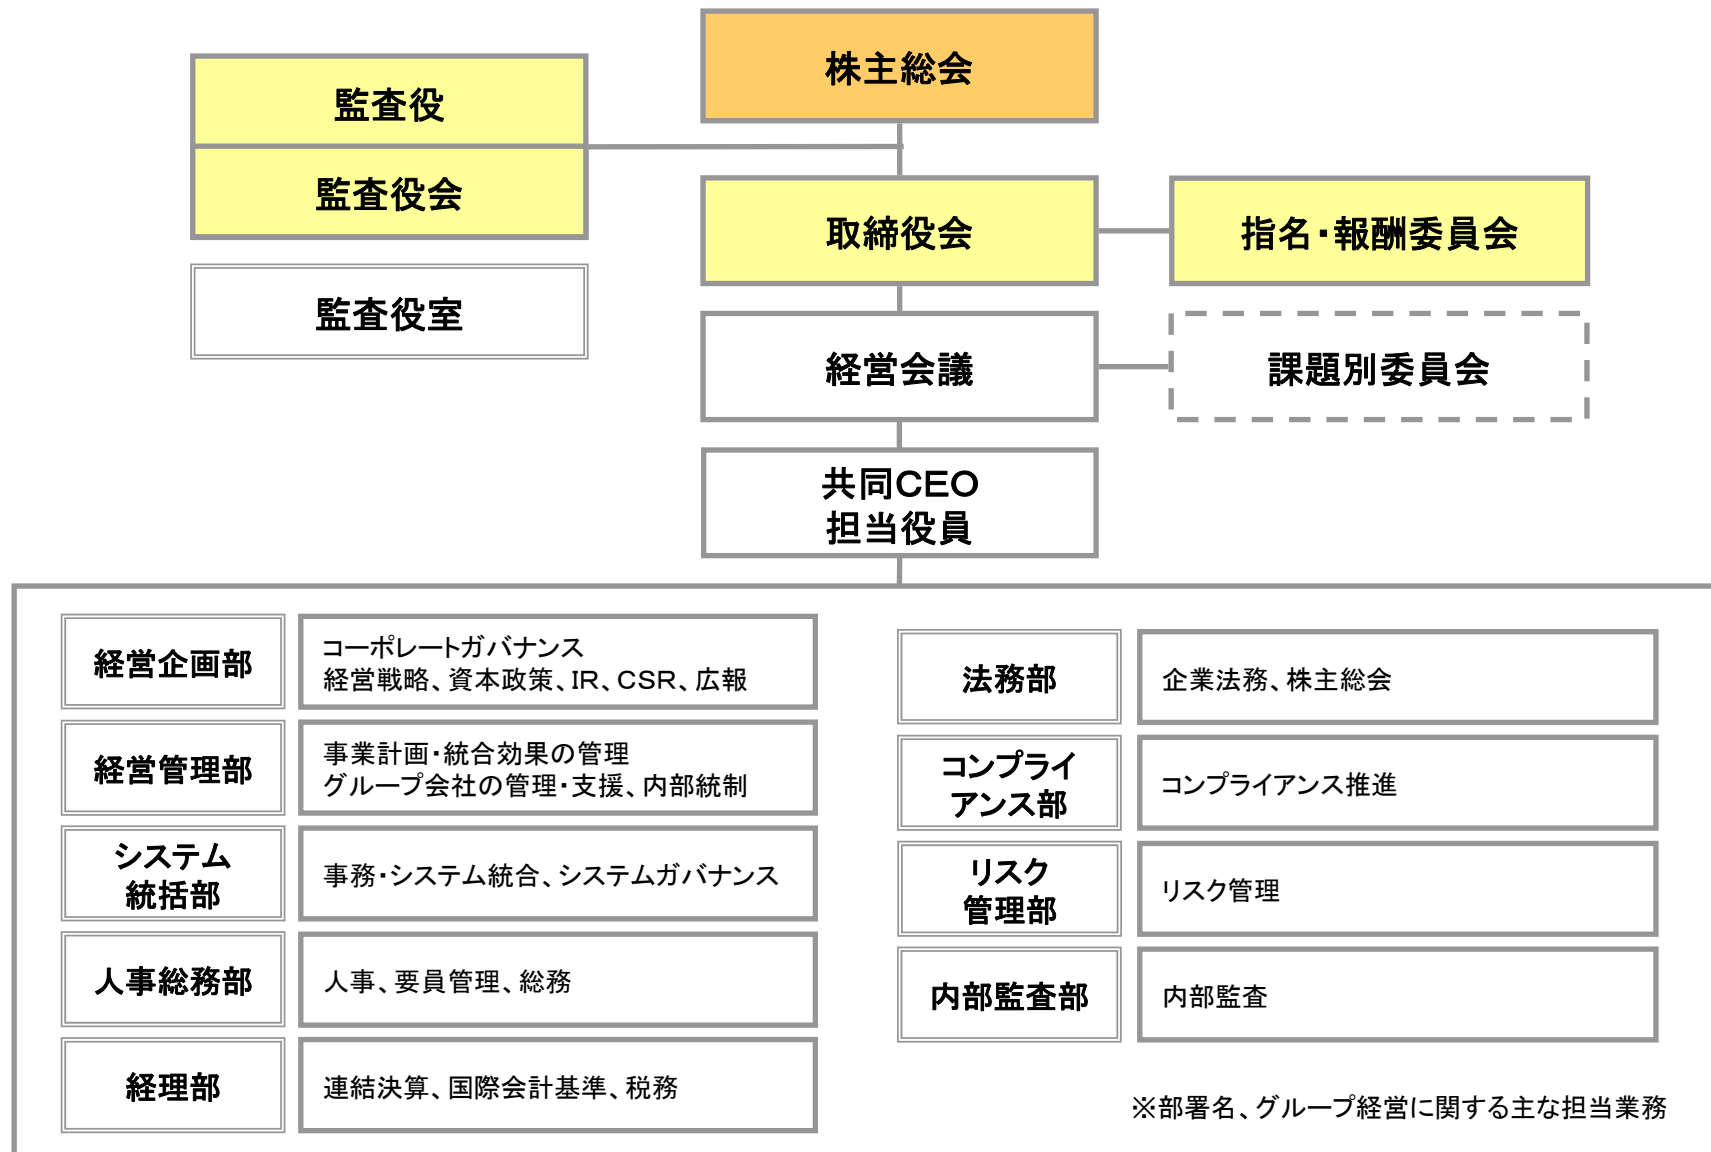 株主総会
監査役
監査役会
監査役室
取締役会
指名・報酬委員会
経営会議
課題別委員会
共同CEO
担当役員
経営企画部
コーポレートガバナンス
経営戦略、資本政策、IR、CSR、広報
経営管理部
事業計画・統合効果の管理
グループ会社の管理・支援、内部統制
システム
統括部
事務・システム統合、システムガバナンス
人事総務部
人事、要員管理、総務
経理部
連結決算、国際会計基準、税務
法務部
企業法務、株主総会
コンプライ
アンス部
コンプライアンス推進
リスク
管理部
リスク管理
内部監査部
内部監査
※部署名、グループ経営に関する主な担当業務